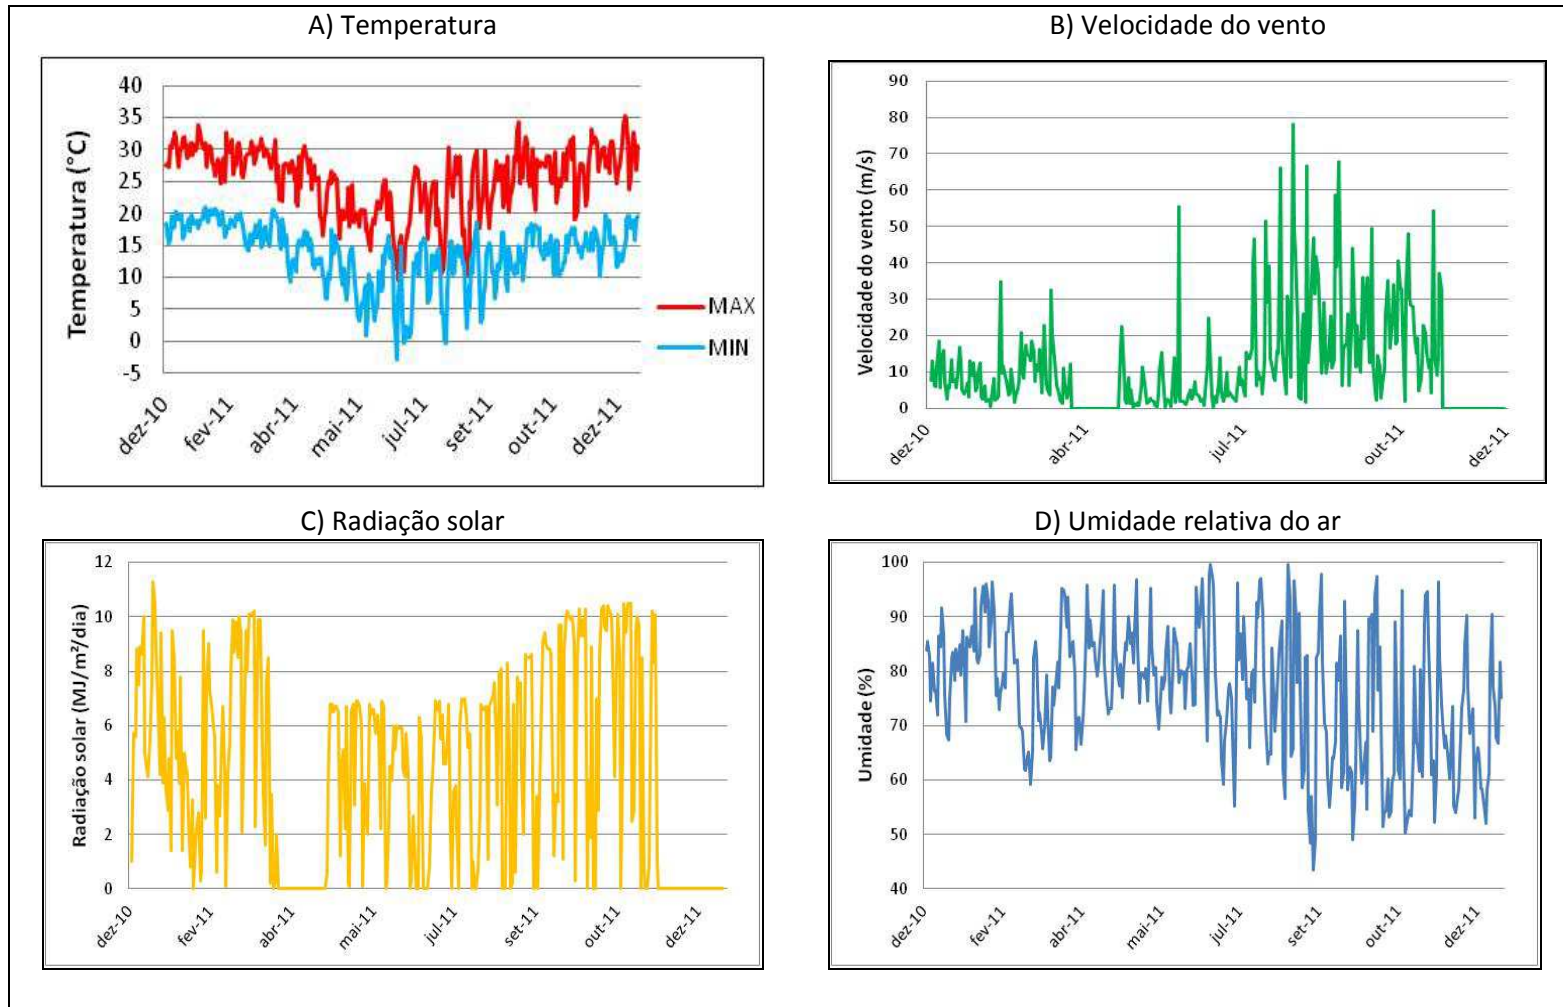 A) Temperatura
Temperatura (°C)
40
35
30
25
20
15
10
5
0
-5
dez-10
fev-11
abr-11
mai-11
jul-11
set-11
out-11
dez-11
MAX
MIN
B) Velocidade do vento
Velocidade do vento (m/s)
90
80
70
60
50
40
30
20
10
0
dez-10
abr-11
jul-11
out-11
dez-11
C) Radiação solar
Radiação solar (MJ/m²/dia)
12
10
8
6
4
2
0
dez-10
fev-11
abr-11
mai-11
jul-11
set-11
out-11
dez-11
D) Umidade relativa do ar
Umidade (%)
100
90
80
70
60
50
40
dez-10
fev-11
abr-11
mai-11
jul-11
set-11
out-11
dez-11